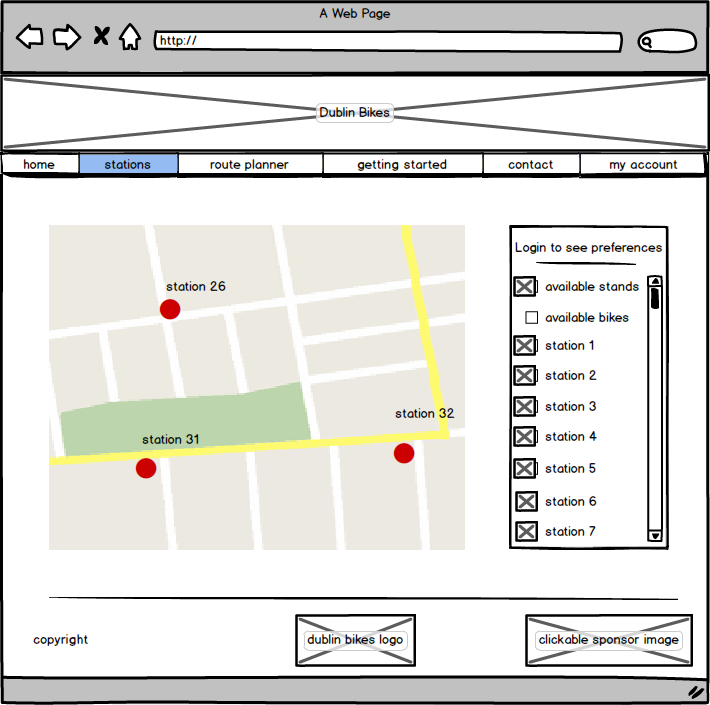 A Web Page
http://
Dublin Bikes
home
stations
route planner
getting started
contact
my account
Login to see preferences
station 26
available stands
available bikes
station 1
station 2
station 3
station 32
station 4
station 31
station 5
station 6
station 7
copyright
dublin bikes logo
clickable sponsor image